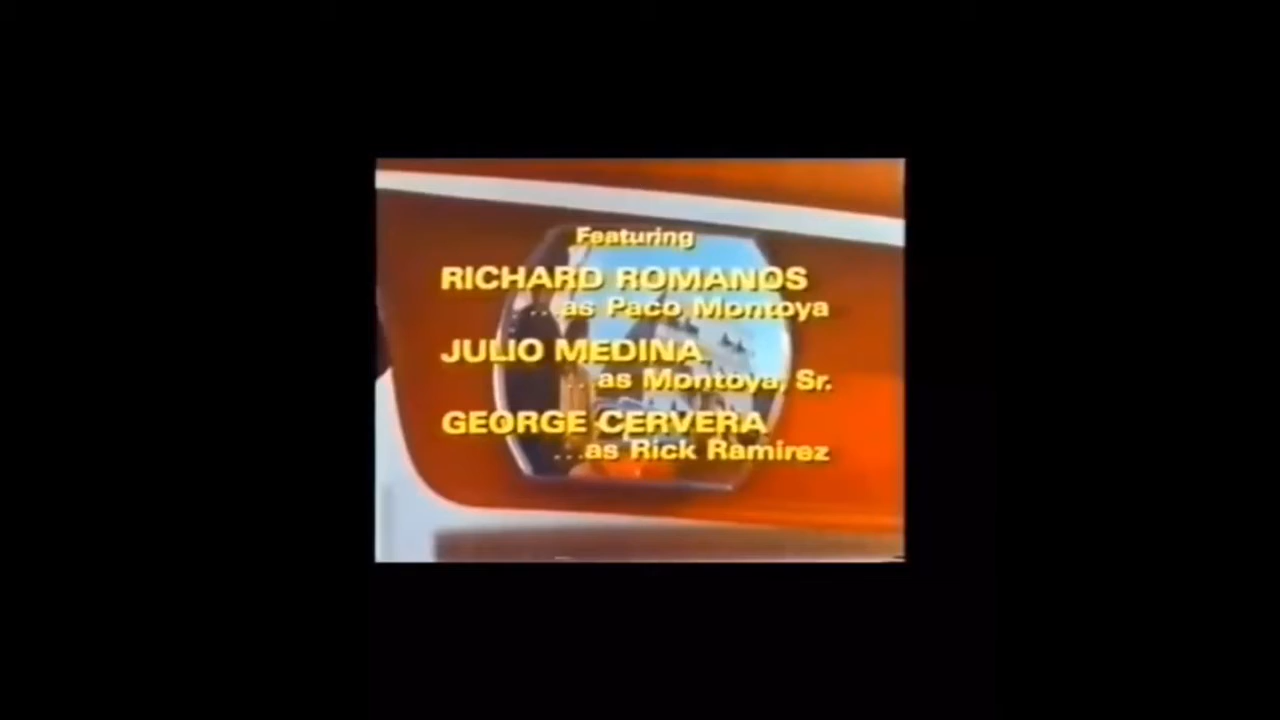 Featuring
RICHARD ROMANOS
...as Paco Montoya
JULIO MEDINA
...as Montoya, Sr.
GEORGE CERVERA
...as Rick Ramirez